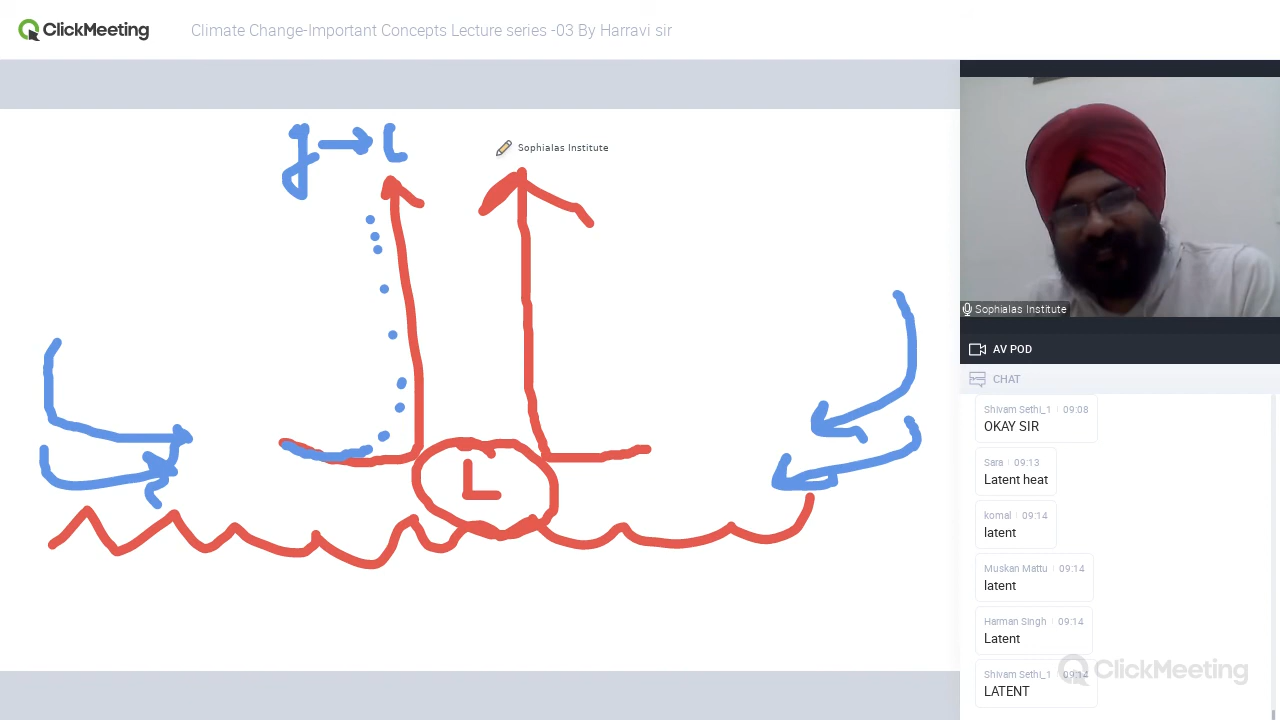 ClickMeeting
Climate Change-Important Concepts Lecture series -03 By Harravi sir
g → L
Sophialas Institute
L
Sophialas Institute
AV POD
CHAT
Shivam Sethi_1 09:08
OKAY SIR
Sara 09:13
Latent heat
komal 09:14
latent
Muskan Mattu 09:14
latent
Harman Singh 09:14
Latent
Shivam Sethi_1 09:14
LATENT
ClickMeeting